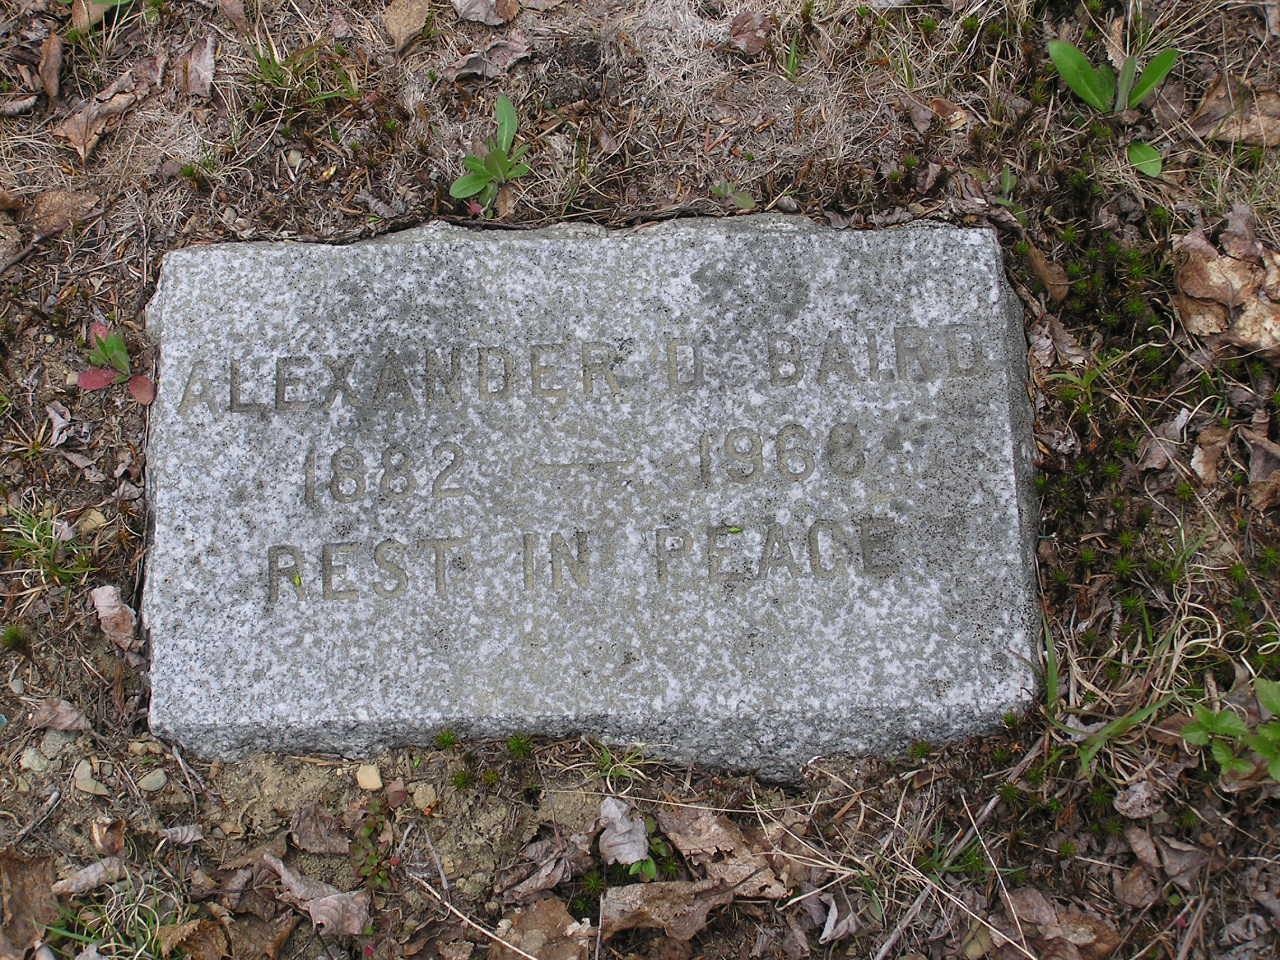 ALEXANDER D. BAIRD
1882 — 1968
REST IN PEACE